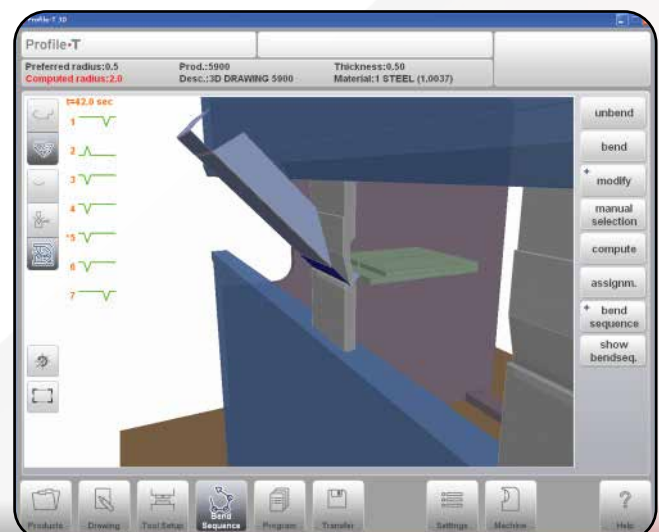 Profile-T 3D
Profile-T
Preferred radius:0.5 Prod.:5900 Thickness:0.50
Computed radius:2.0 Desc.:3D DRAWING 5900 Material:1 STEEL (1.0037)
t=42.0 sec
1
2
3
4
*5
6
7
unbend
bend
+ modify
manual
selection
compute
assignm.
+ bend
sequence
show
bendseq.
Products Drawing Tool Setup Bend Sequence Program Transfer Settings Machine Help